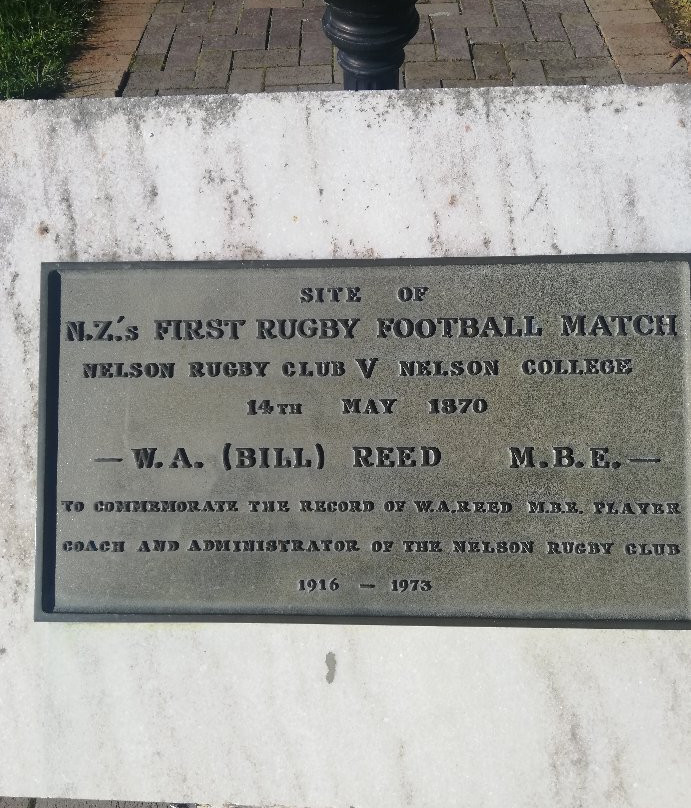 SITE OF
N.Z.'s FIRST RUGBY FOOTBALL MATCH
NELSON RUGBY CLUB V NELSON COLLEGE
14TH MAY 1870
— W.A. (BILL) REED M.B.E. —
TO COMMEMORATE THE RECORD OF W.A.REED M.B.E. PLAYER
COACH AND ADMINISTRATOR OF THE NELSON RUGBY CLUB
1916 — 1973